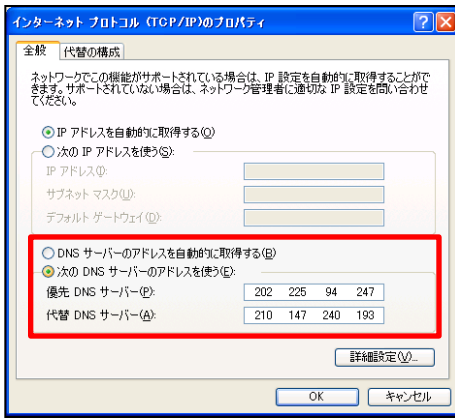 インターネット プロトコル (TCP/IP)のプロパティ
全般 代替の構成
ネットワークでこの機能がサポートされている場合は、IP 設定を自動的に取得することがで
きます。サポートされていない場合は、ネットワーク管理者に適切な IP 設定を問い合わせ
てください。
IP アドレスを自動的に取得する(O)
次の IP アドレスを使う(S):
IP アドレス(I):
サブネット マスク(U):
デフォルト ゲートウェイ(D):
DNS サーバーのアドレスを自動的に取得する(B)
次の DNS サーバーのアドレスを使う(E):
優先 DNS サーバー(P): 202 225 94 247
代替 DNS サーバー(A): 210 147 240 193
詳細設定(V)...
OK キャンセル